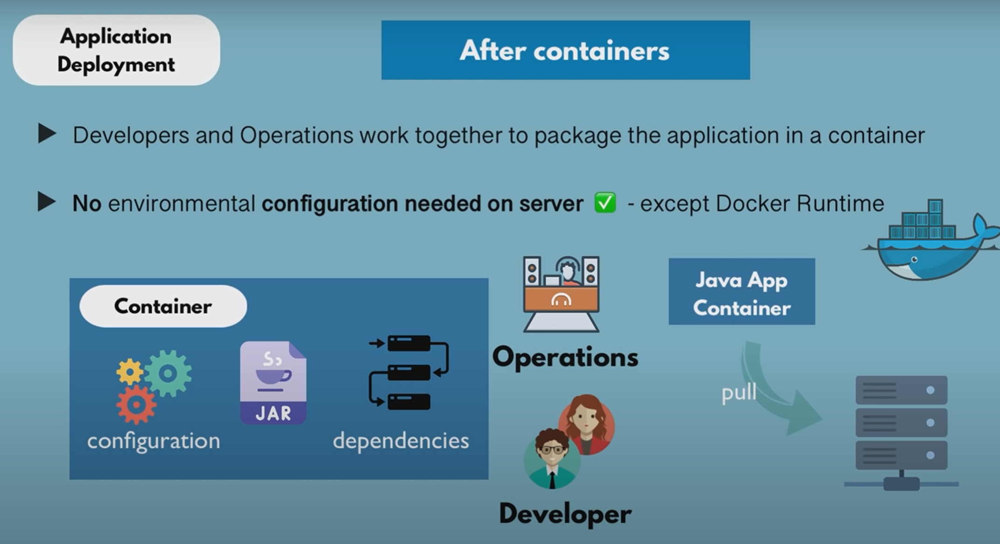 Application
Deployment
After containers
Developers and Operations work together to package the application in a container
No environmental configuration needed on server ✅ - except Docker Runtime
Container
configuration
JAR
dependencies
Operations
Developer
Java App
Container
pull